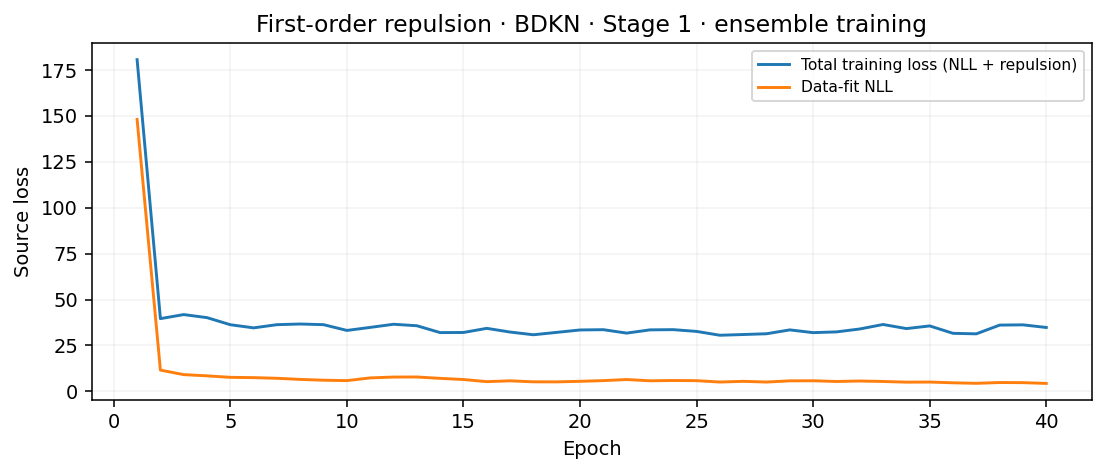 First-order repulsion · BDKN · Stage 1 · ensemble training
Total training loss (NLL + repulsion)
Data-fit NLL
Source loss
175
150
125
100
75
50
25
0
0 5 10 15 20 25 30 35 40
Epoch